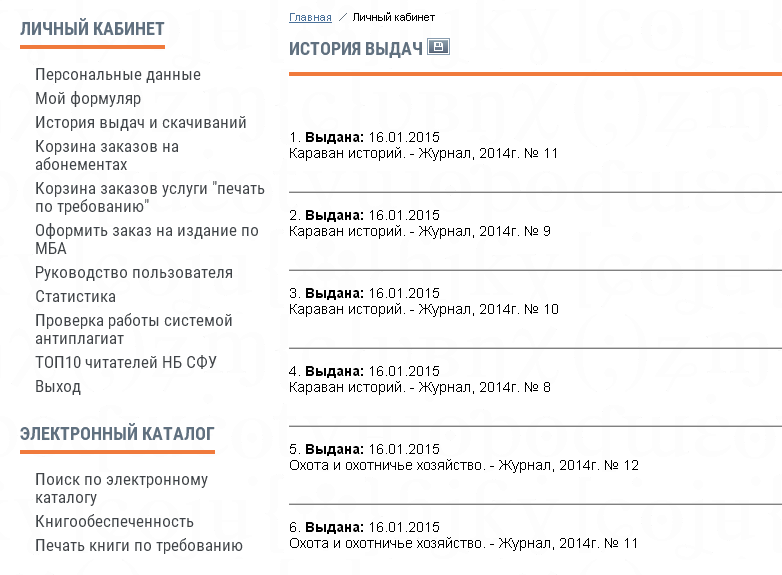 ЛИЧНЫЙ КАБИНЕТ
Персональные данные
Мой формуляр
История выдач и скачиваний
Корзина заказов на
абонементах
Корзина заказов услуги "печать
по требованию"
Оформить заказ на издание по
МБА
Руководство пользователя
Статистика
Проверка работы системой
антиплагиат
ТОП10 читателей НБ СФУ
Выход
ЭЛЕКТРОННЫЙ КАТАЛОГ
Поиск по электронному
каталогу
Книгообеспеченность
Печать книги по требованию
Главная / Личный кабинет
ИСТОРИЯ ВЫДАЧ
1. Выдана: 16.01.2015
Караван историй. - Журнал, 2014г. № 11
2. Выдана: 16.01.2015
Караван историй. - Журнал, 2014г. № 9
3. Выдана: 16.01.2015
Караван историй. - Журнал, 2014г. № 10
4. Выдана: 16.01.2015
Караван историй. - Журнал, 2014г. № 8
5. Выдана: 16.01.2015
Охота и охотничье хозяйство. - Журнал, 2014г. № 12
6. Выдана: 16.01.2015
Охота и охотничье хозяйство. - Журнал, 2014г. № 11